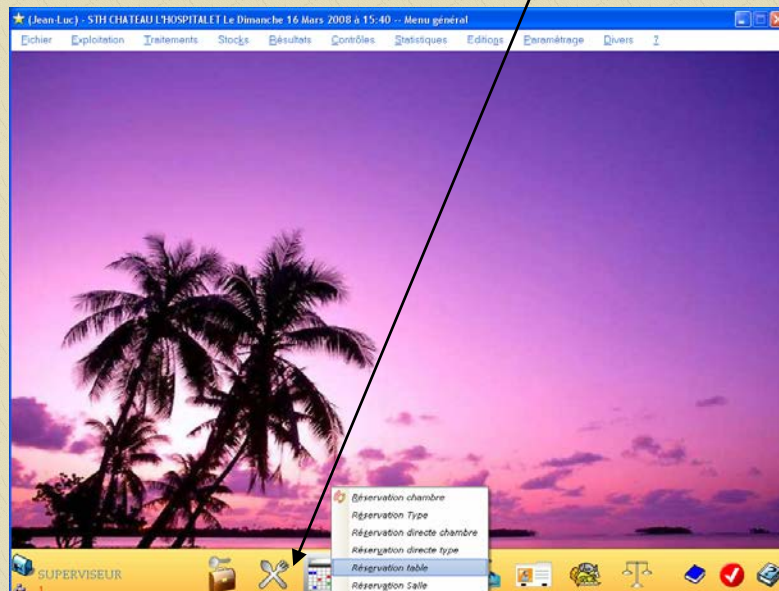 (Jean-Luc) - STH CHATEAU L'HOSPITALET Le Dimanche 16 Mars 2008 à 15:40 -- Menu général
Fichier Exploitation Traitements Stocks Résultats Contrôles Statistiques Editions Paramétrage Divers ?
Réservation chambre
Réservation Type
Réservation directe chambre
Réservation directe type
Réservation table
Réservation Salle
SUPERVISEUR